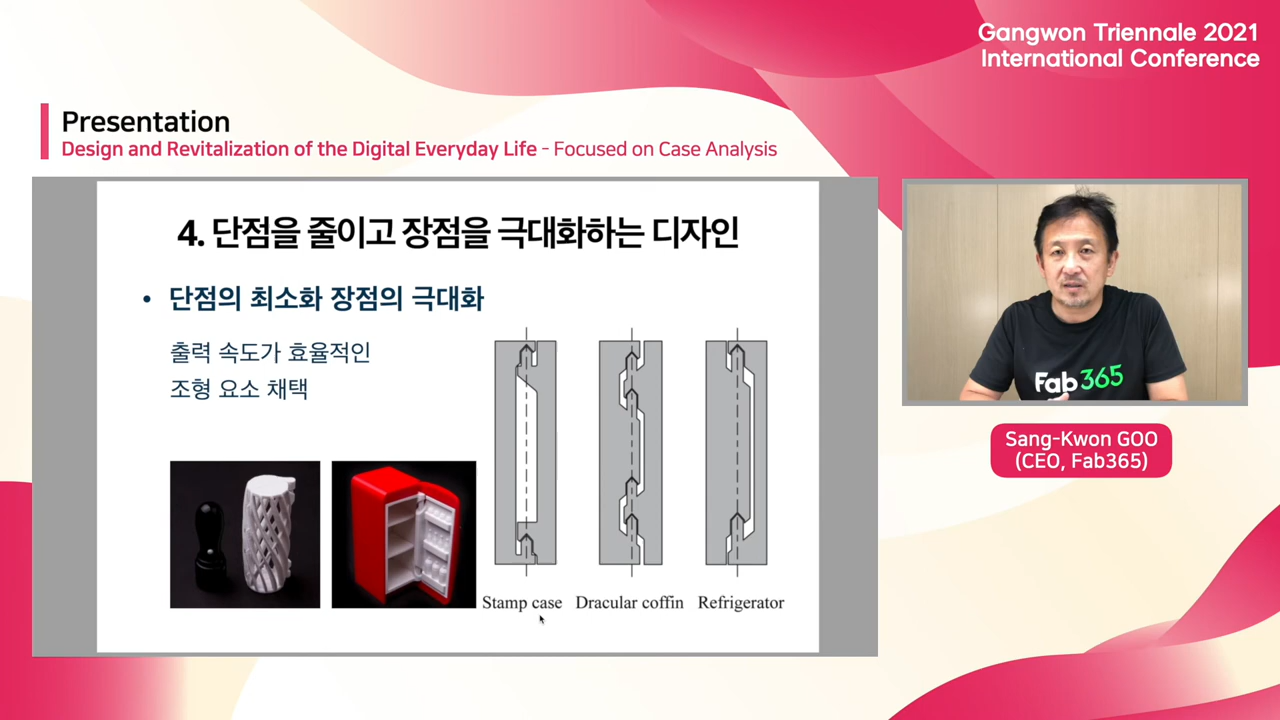 Gangwon Triennale 2021
International Conference
Presentation
Design and Revitalization of the Digital Everyday Life - Focused on Case Analysis
4. 단점을 줄이고 장점을 극대화하는 디자인
• 단점의 최소화 장점의 극대화
출력 속도가 효율적인
조형 요소 채택
Stamp case
Dracular coffin
Refrigerator
Fab365
Sang-Kwon GOO
(CEO, Fab365)